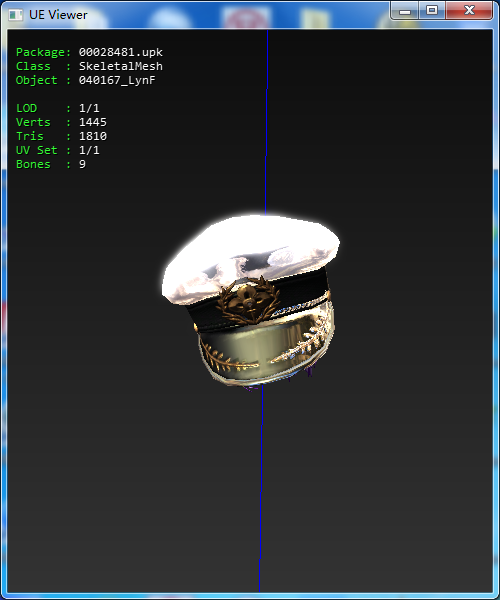 UE Viewer
Package: 00028481.upk
Class : SkeletalMesh
Object : 040167_LynF
LOD : 1/1
Verts : 1445
Tris : 1810
UV Set : 1/1
Bones : 9